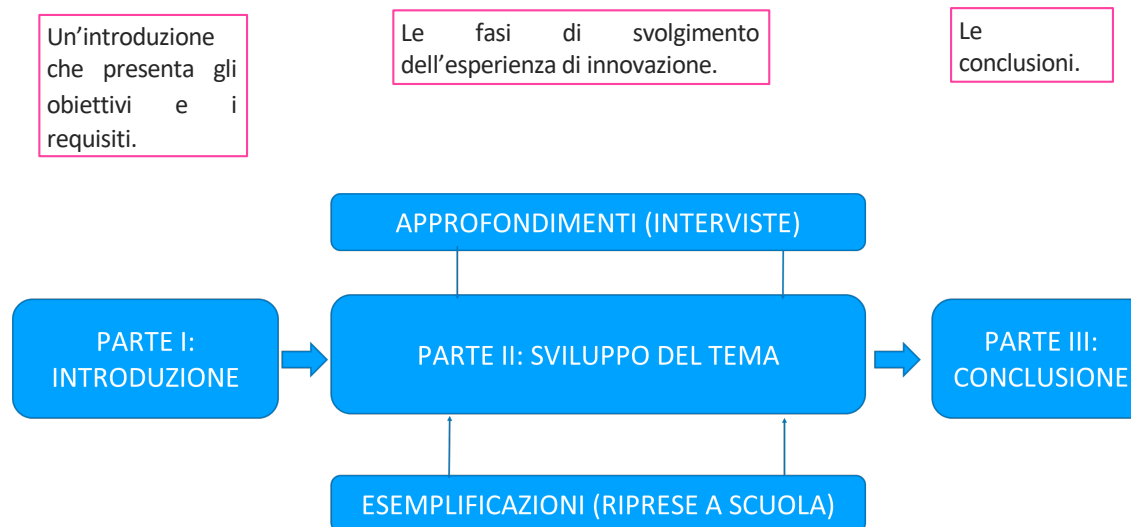 Un’introduzione
che presenta gli
obiettivi e i
requisiti.
Le fasi di svolgimento
dell’esperienza di innovazione.
Le
conclusioni.
APPROFONDIMENTI (INTERVISTE)
PARTE I:
INTRODUZIONE
PARTE II: SVILUPPO DEL TEMA
PARTE III:
CONCLUSIONE
ESEMPLIFICAZIONI (RIPRESE A SCUOLA)